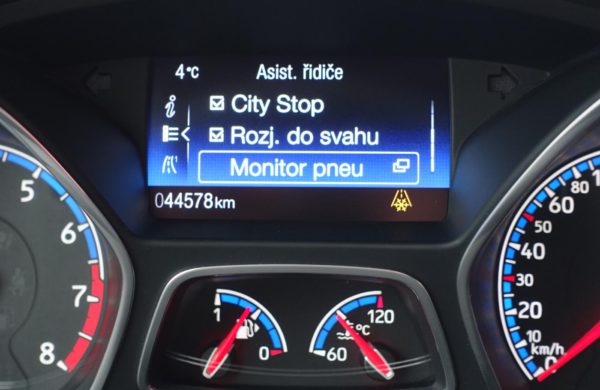 4°C Asist. řidiče
City Stop
Rozj. do svahu
Monitor pneu
044578km
5
6
7
8
1
0
60
120
°C
80
60
50
40
30
20
10
0
km/h